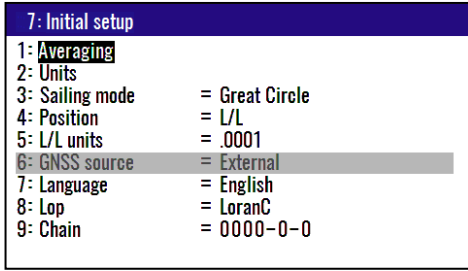 7: Initial setup
1: Averaging
2: Units
3: Sailing mode = Great Circle
4: Position = L/L
5: L/L units = .0001
6: GNSS source = External
7: Language = English
8: Lop = LoranC
9: Chain = 0000-0-0